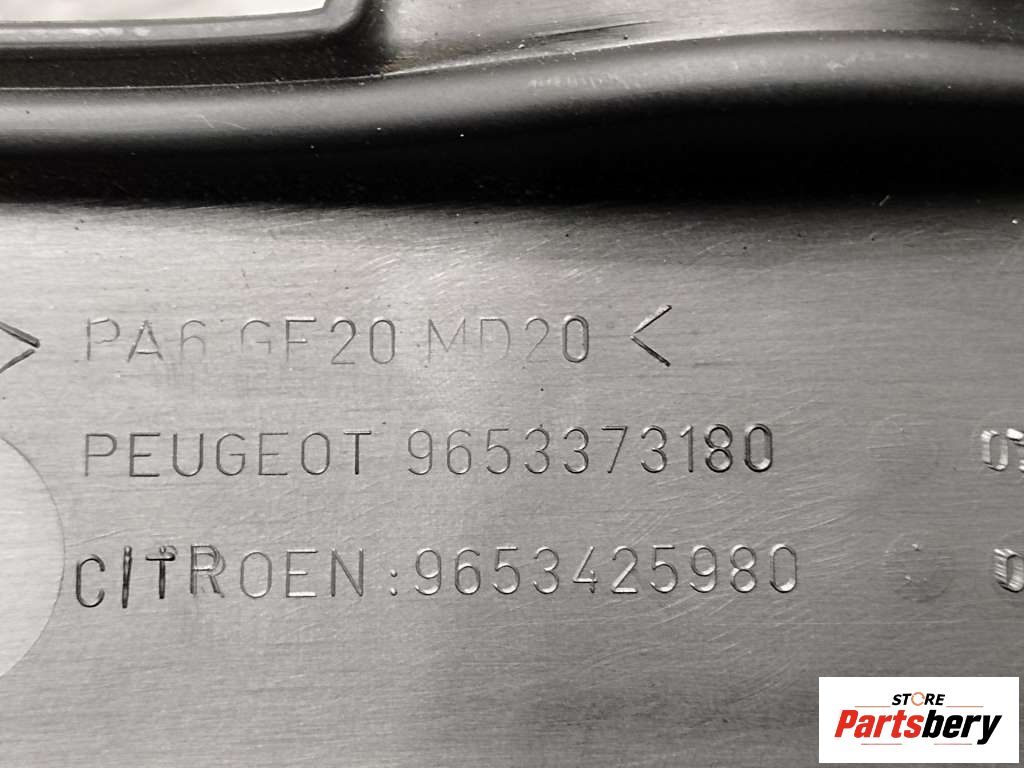 > PA6 GF20 MD20 <
PEUGEOT 9653373180
CITROEN:9653425980
STORE
Partsbery